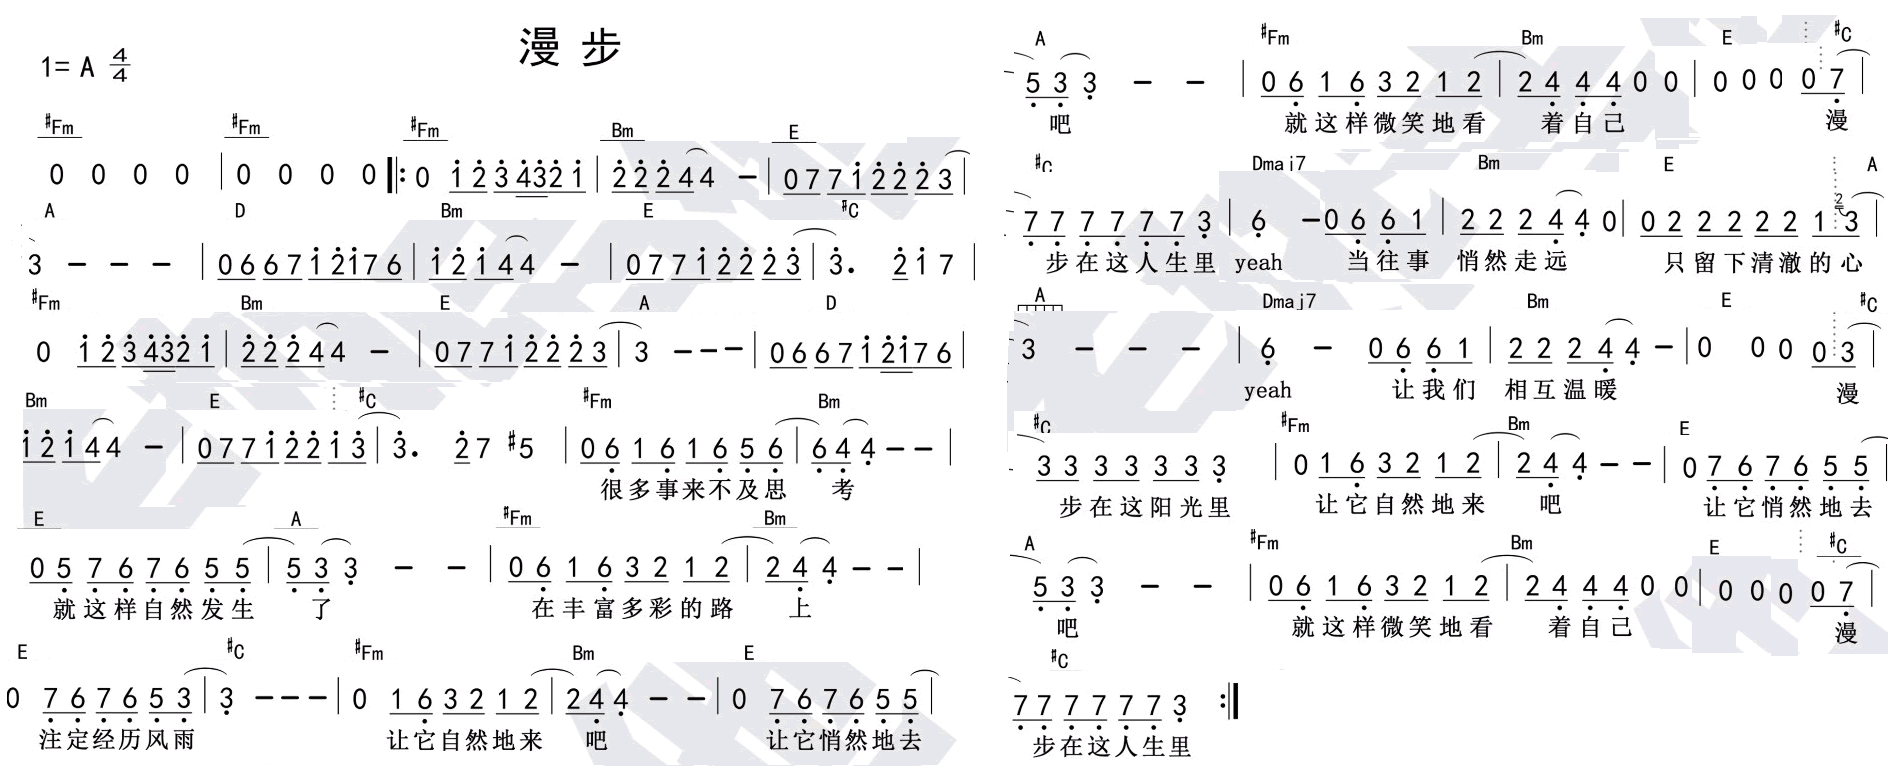 漫步
1= A 4/4
#Fm #Fm #Fm Bm E
0 0 0 0 | 0 0 0 0 ‖: 0 1 2 3 4 3 2 1 | 2 2 2 4 4 — | 0 7 7 1 2 2 2 3 |
A D Bm E #C
3 — — — | 0 6 6 7 1 2 1 7 6 | 1 2 1 4 4 — | 0 7 7 1 2 2 2 3 | 3. 2 1 7 |
#Fm Bm E A D
0 1 2 3 4 3 2 1 | 2 2 2 4 4 — | 0 7 7 1 2 2 2 3 | 3 — — — | 0 6 6 7 1 2 1 7 6 |
Bm E #C #Fm Bm
1 2 1 4 4 — | 0 7 7 1 2 2 1 3 | 3. 2 7 #5 | 0 6 1 6 1 6 5 6 | 6 4 4 — — |
很多事来不及思 考
E A #Fm Bm
0 5 7 6 7 6 5 5 | 5 3 3 — — | 0 6 1 6 3 2 1 2 | 2 4 4 — — |
就这样自然发生 了 在丰富多彩的路 上
E #C #Fm Bm E
0 7 6 7 6 5 3 | 3 — — — | 0 1 6 3 2 1 2 | 2 4 4 — — | 0 7 6 7 6 5 5 |
注定经历风雨 让它自然地来 吧 让它悄然地去
A #Fm Bm E #C
5 3 3 — — | 0 6 1 6 3 2 1 2 | 2 4 4 4 0 0 | 0 0 0 0 7 |
吧 就这样微笑地看 着自己 漫
#C Dmaj7 Bm E A
7 7 7 7 7 7 3 | 6 — 0 6 6 1 | 2 2 2 4 4 0 | 0 2 2 2 2 2 1 2 3 |
步在这人生里 yeah 当往事 悄然走远 只留下清澈的心
A Dmaj7 Bm E #C
3 — — — | 6 — 0 6 6 1 | 2 2 2 4 4 — | 0 0 0 0 3 |
yeah 让我们 相互温暖 漫
#C #Fm Bm E
3 3 3 3 3 3 3 | 0 1 6 3 2 1 2 | 2 4 4 — — | 0 7 6 7 6 5 5 |
步在这阳光里 让它自然地来 吧 让它悄然地去
A #Fm Bm E #C
5 3 3 — — | 0 6 1 6 3 2 1 2 | 2 4 4 4 0 0 | 0 0 0 0 7 |
吧 就这样微笑地看 着自己 漫
#C
7 7 7 7 7 7 3 :‖
步在这人生里